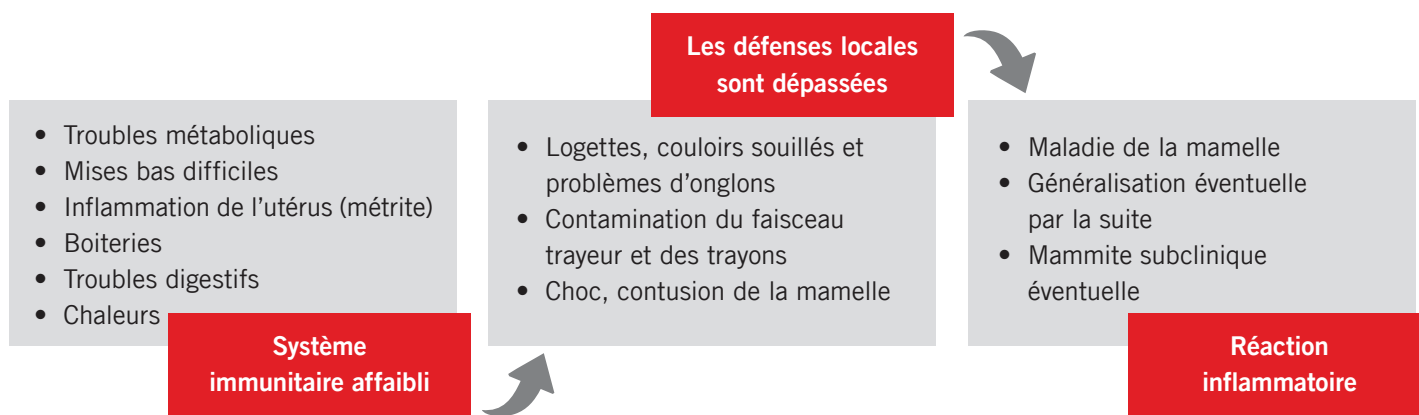 • Troubles métaboliques
• Mises bas difficiles
• Inflammation de l’utérus (métrite)
• Boiteries
• Troubles digestifs
• Chaleurs
Système
immunitaire affaibli
Les défenses locales
sont dépassées
• Logettes, couloirs souillés et
problèmes d’onglons
• Contamination du faisceau
trayeur et des trayons
• Choc, contusion de la mamelle
• Maladie de la mamelle
• Généralisation éventuelle
par la suite
• Mammite subclinique
éventuelle
Réaction
inflammatoire